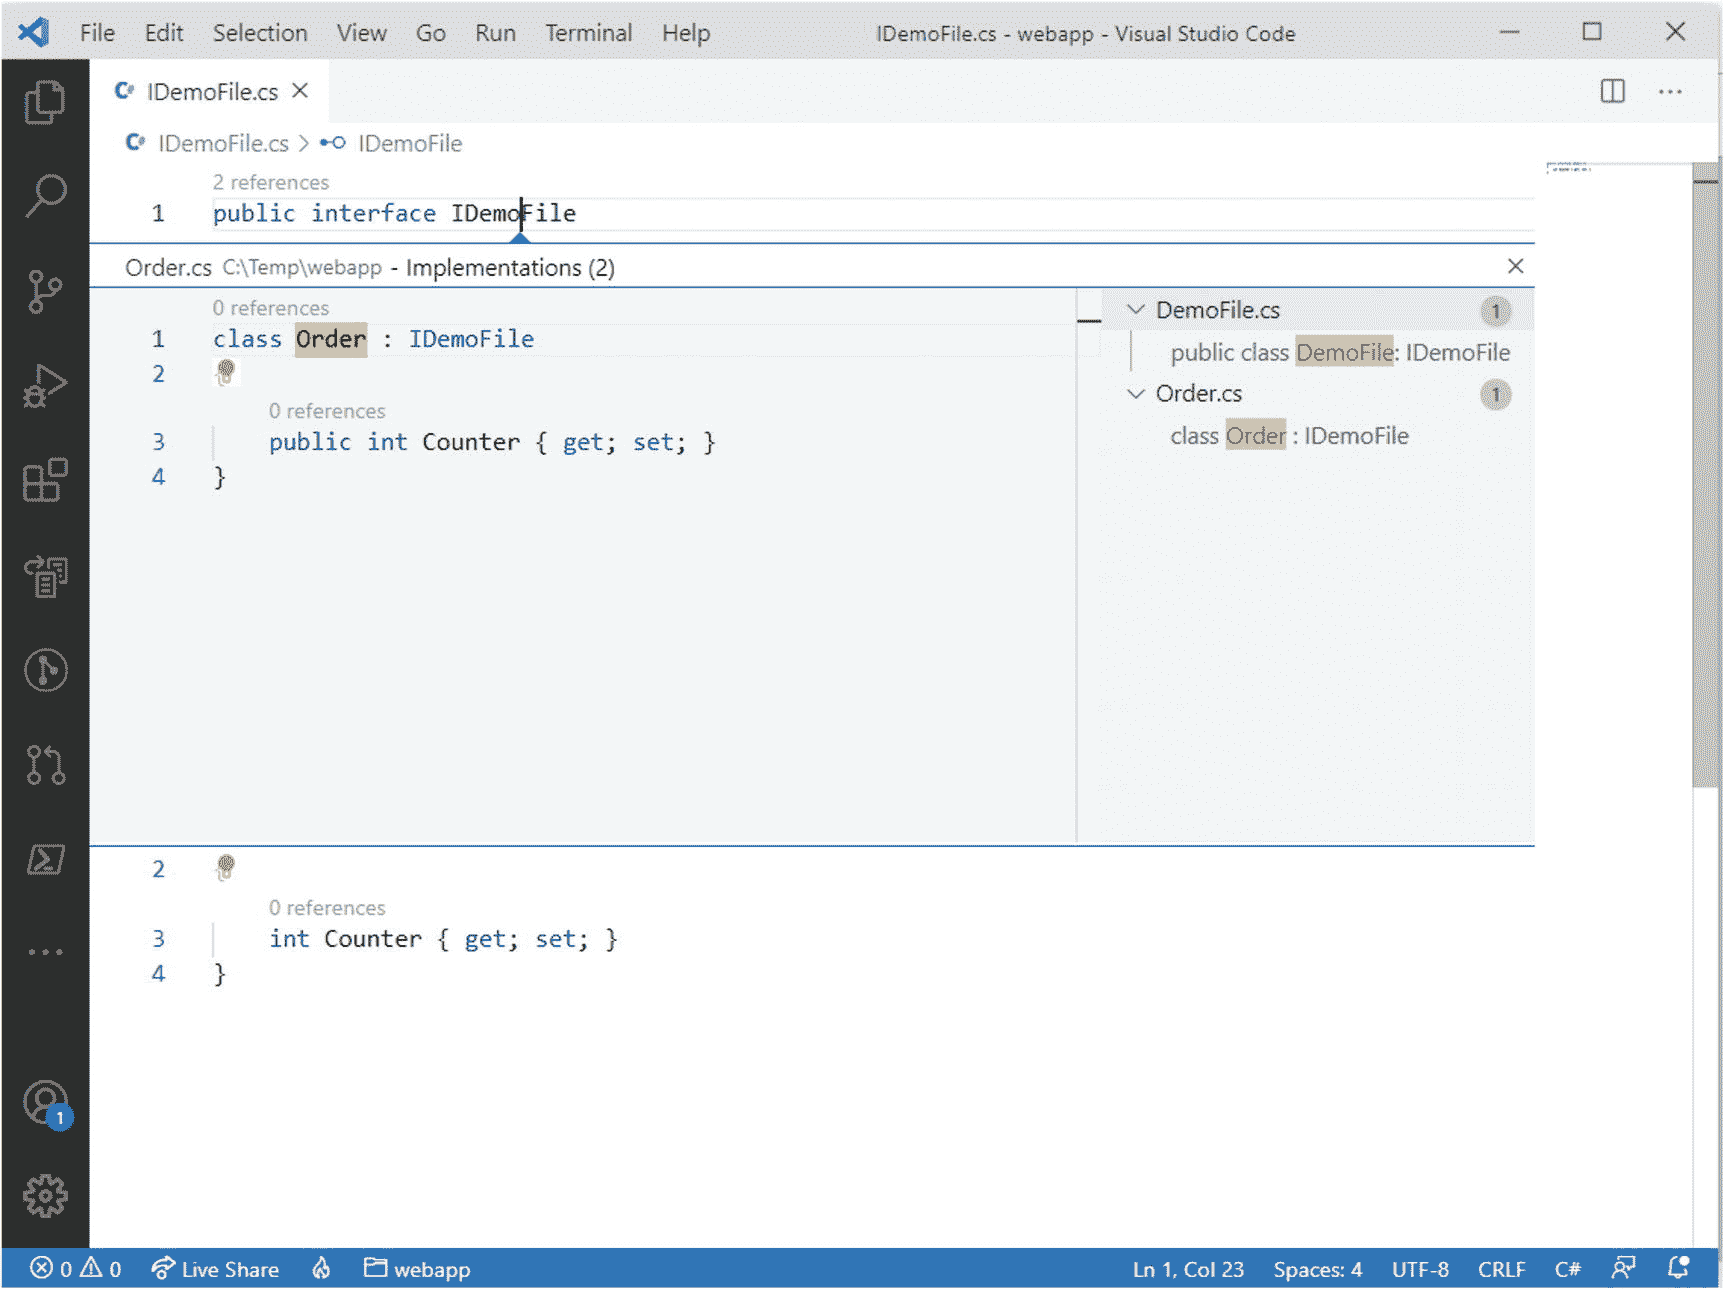 File Edit Selection View Go Run Terminal Help IDemoFile.cs - webapp - Visual Studio Code
IDemoFile.cs
IDemoFile.cs > IDemoFile
2 references
1 public interface IDemoFile
Order.cs C:\Temp\webapp - Implementations (2)
0 references
1 class Order : IDemoFile
2
0 references
3 public int Counter { get; set; }
4 }
DemoFile.cs 1
public class DemoFile: IDemoFile
Order.cs 1
class Order : IDemoFile
2
0 references
3 int Counter { get; set; }
4 }
1
0 0 Live Share webapp Ln 1, Col 23 Spaces: 4 UTF-8 CRLF C#